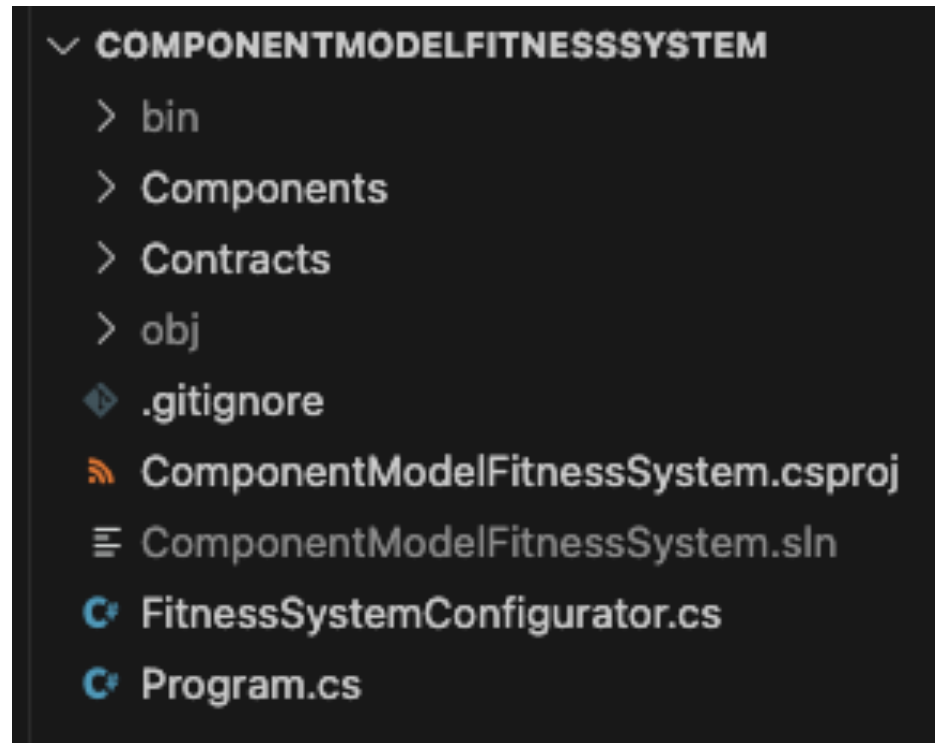 COMPONENTMODELFITNESSSYSTEM
bin
Components
Contracts
obj
.gitignore
ComponentModelFitnessSystem.csproj
ComponentModelFitnessSystem.sln
C# FitnessSystemConfigurator.cs
C# Program.cs